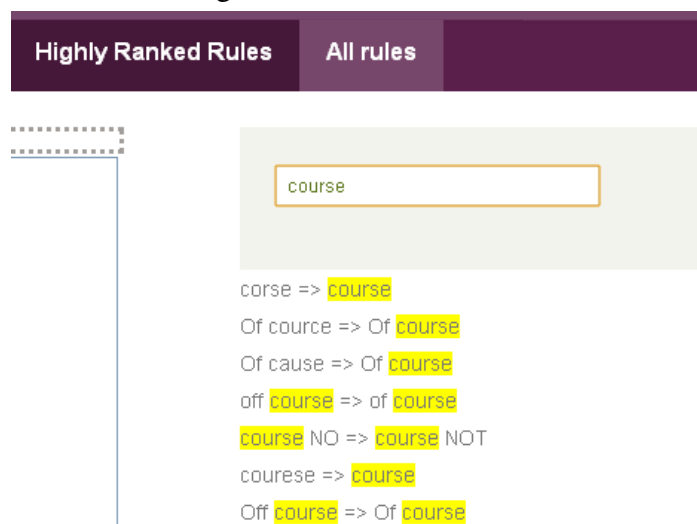 Highly Ranked Rules All rules
course
corse => course
Of cource => Of course
Of cause => Of course
off course => of course
course NO => course NOT
courese => course
Off course => Of course